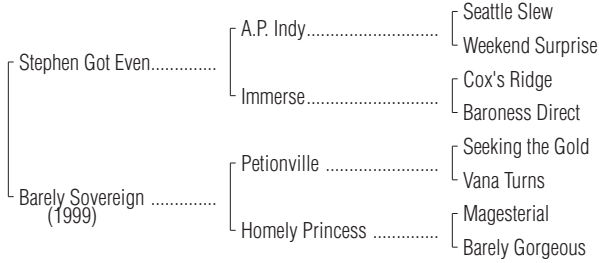 Seattle Slew
A.P. Indy..............................
Weekend Surprise
Stephen Got Even..............
Cox's Ridge
Immerse..............................
Baroness Direct
Seeking the Gold
Petionville ..........................
Vana Turns
Barely Sovereign ..............
(1999)
Magesterial
Homely Princess ...............
Barely Gorgeous